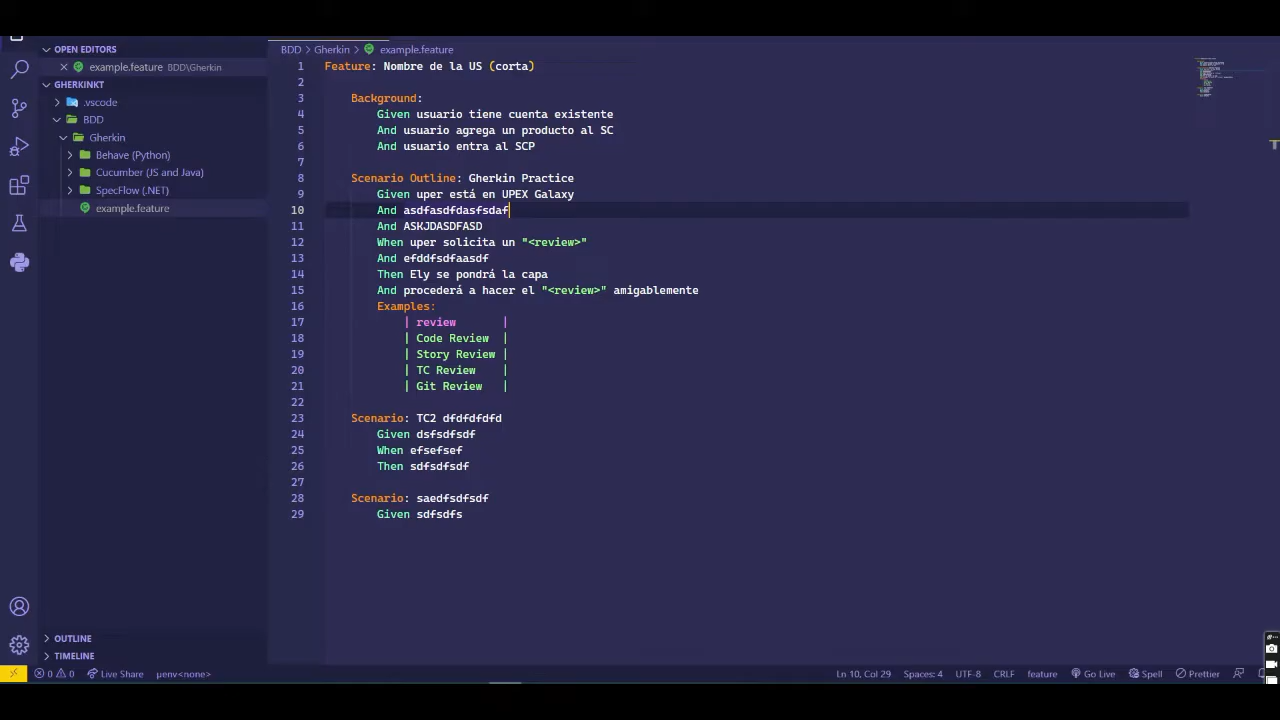 OPEN EDITORS
example.feature BDD\Gherkin
GHERKINKT
.vscode
BDD
Gherkin
Behave (Python)
Cucumber (JS and Java)
SpecFlow (.NET)
example.feature
OUTLINE
TIMELINE
BDD > Gherkin > example.feature
1 Feature: Nombre de la US (corta)
2
3 Background:
4 Given usuario tiene cuenta existente
5 And usuario agrega un producto al SC
6 And usuario entra al SCP
7
8 Scenario Outline: Gherkin Practice
9 Given uper está en UPEX Galaxy
10 And asdfasdfdasfsdaf
11 And ASKJDASDFASD
12 When uper solicita un "<review>"
13 And efddfsdfaasdf
14 Then Ely se pondrá la capa
15 And procederá a hacer el "<review>" amigablemente
16 Examples:
17 | review |
18 | Code Review |
19 | Story Review |
20 | TC Review |
21 | Git Review |
22
23 Scenario: TC2 dfdfdfdfd
24 Given dsfsdfsdf
25 When efsefsef
26 Then sdfsdfsdf
27
28 Scenario: saedfsdfsdf
29 Given sdfsdfs
0 0 Live Share µenv<none> Ln 10, Col 29 Spaces: 4 UTF-8 CRLF feature Go Live Spell Prettier